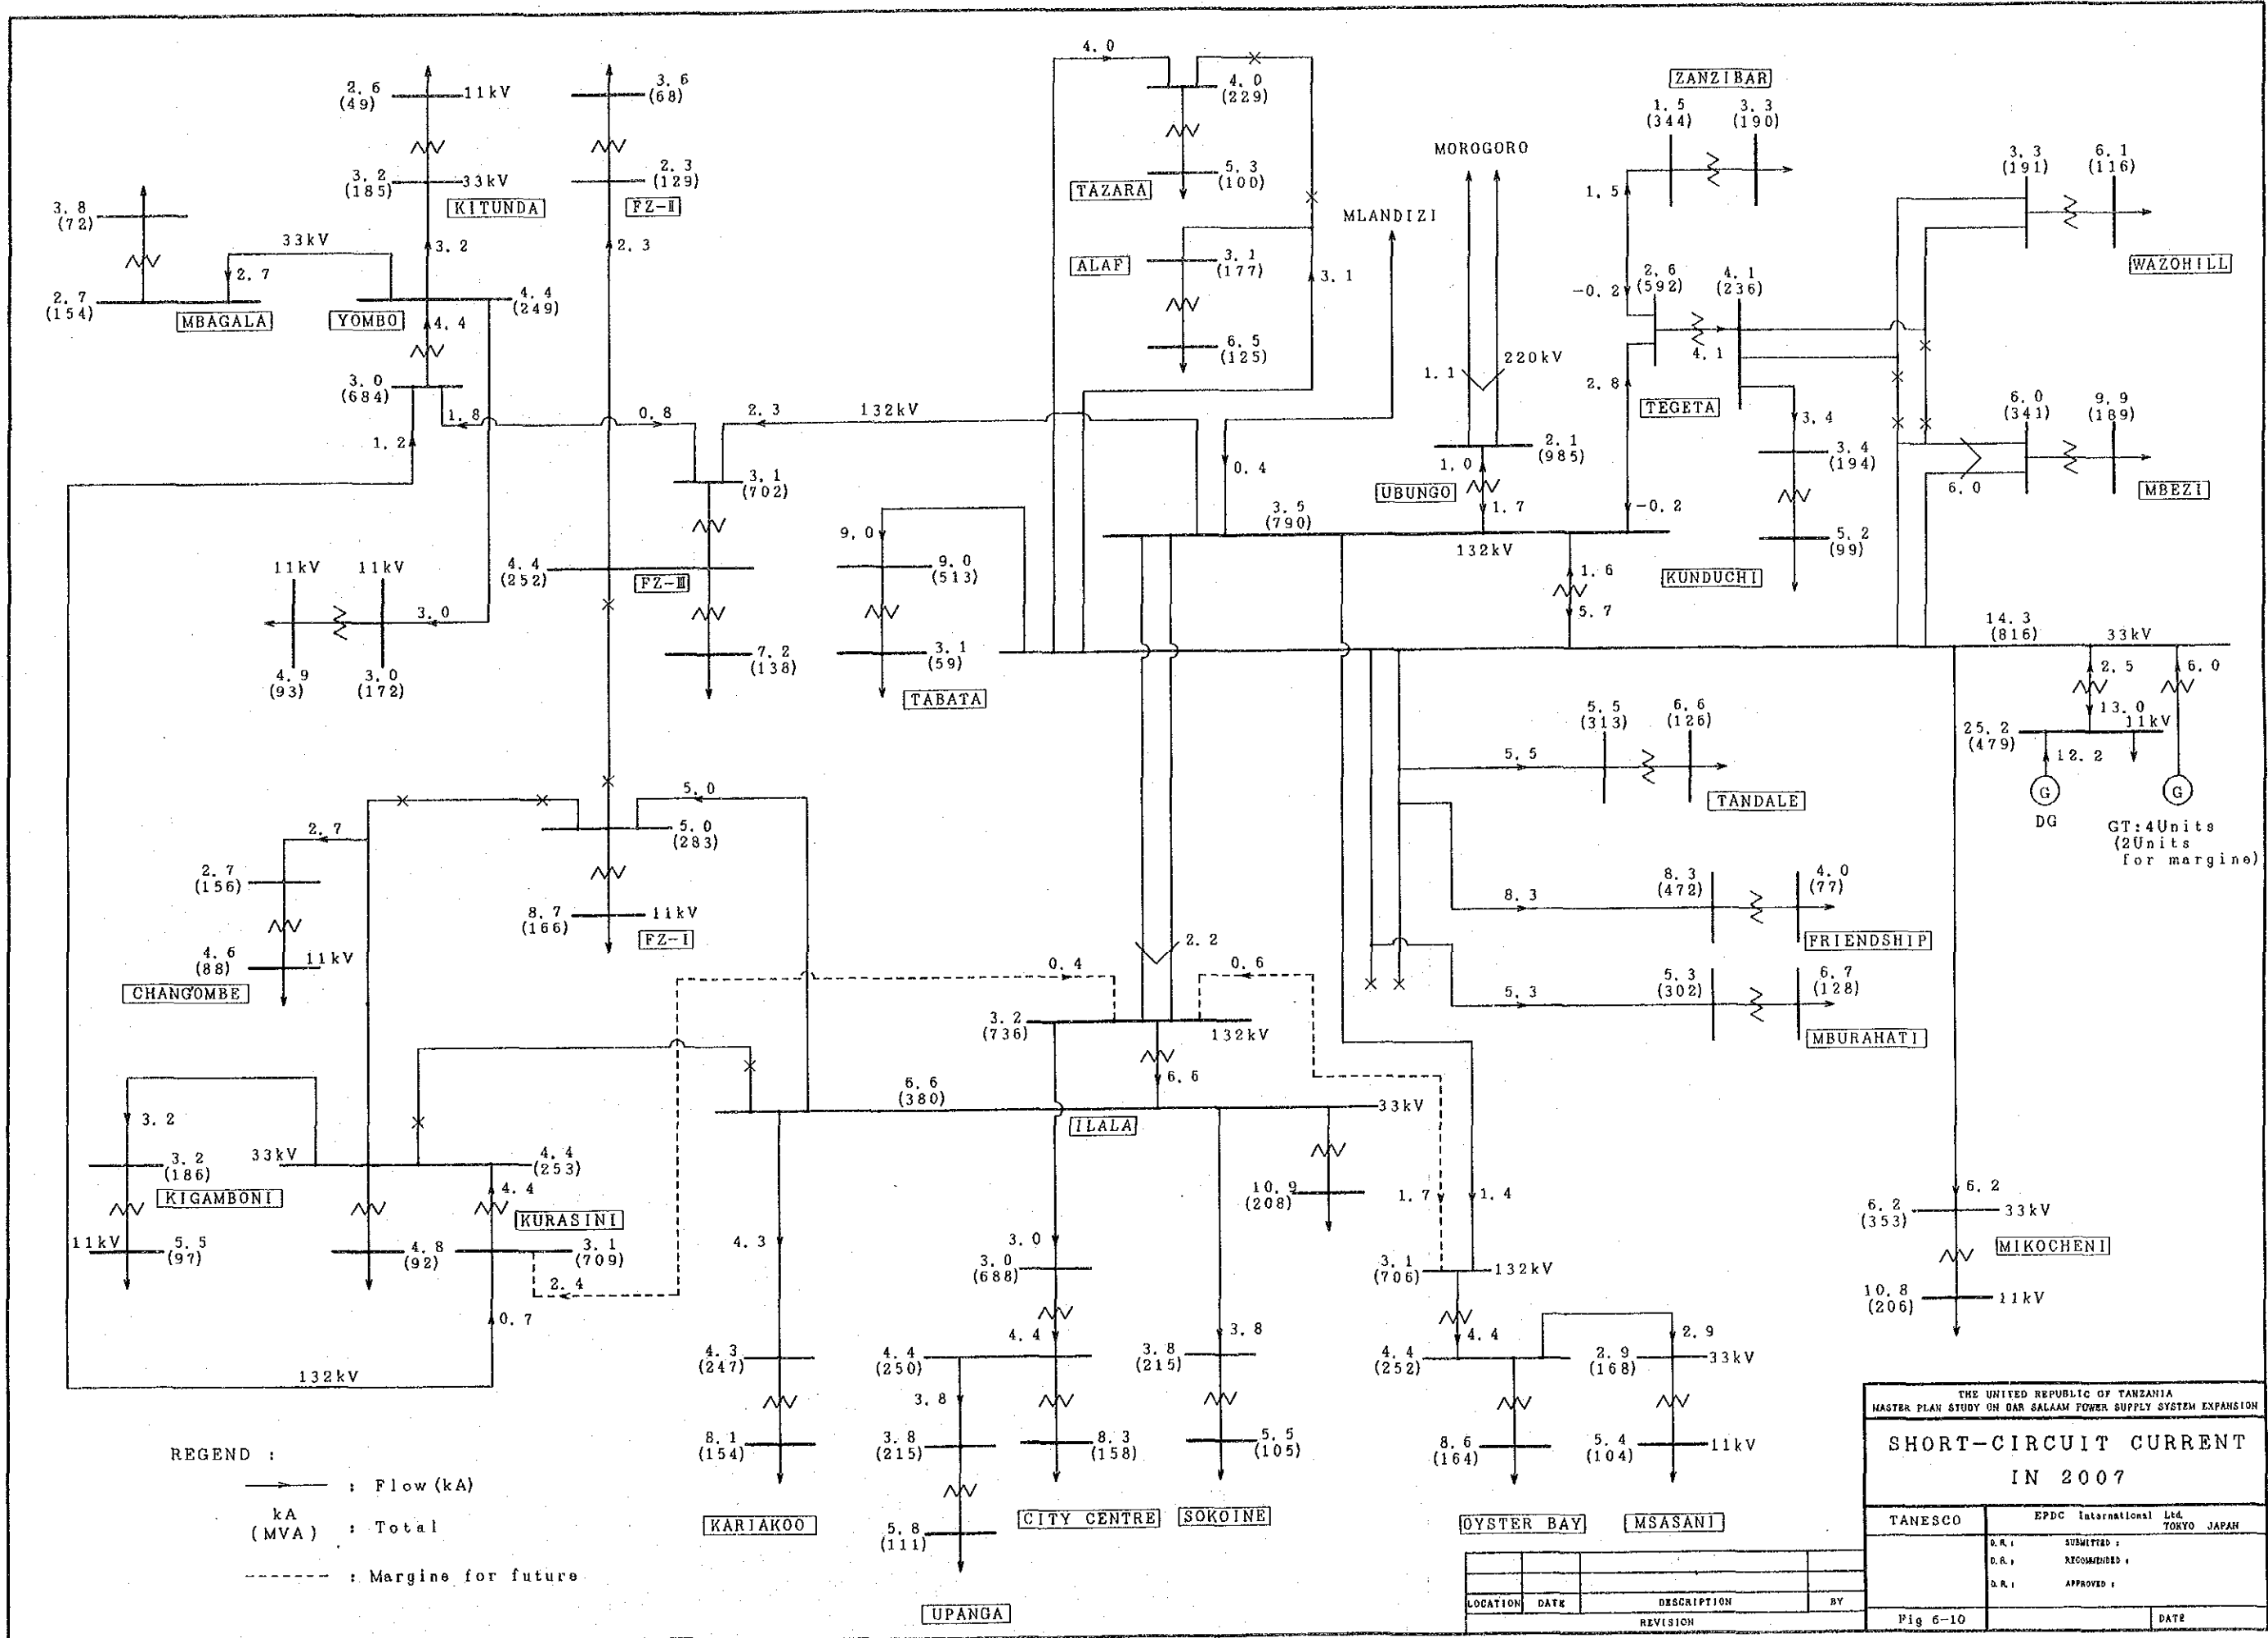 4.0
2.6
(49)
11kV
3.6
(68)
4.0
(229)
ZANZIBAR
1.5
(344)
3.3
(190)
MOROGORO
3.3
(191)
6.1
(116)
3.2
(185)
33kV
KITUNDA
2.3
(129)
FZ-Ⅱ
TAZARA
5.3
(100)
1.5
3.8
(72)
MLANDIZI
33kV
3.2
2.3
2.7
ALAF
3.1
(177)
3.1
WAZOHILL
2.7
(154)
MBAGALA
YOMBO
4.4
(249)
4.4
-0.2
2.6
(592)
4.1
(236)
4.1
6.5
(125)
1.1
220kV
2.8
TEGETA
3.0
(684)
1.8
0.8
2.3
132kV
1.2
0.4
3.4
6.0
(341)
9.9
(189)
3.1
(702)
2.1
(985)
1.0
UBUNGO
1.7
3.4
(194)
6.0
MBEZI
3.5
(790)
-0.2
132kV
9.0
9.0
(513)
4.4
(252)
FZ-Ⅲ
1.6
5.7
5.2
(99)
KUNDUCHI
11kV
11kV
3.0
4.9
(93)
3.0
(172)
7.2
(138)
3.1
(59)
TABATA
14.3
(816)
33kV
2.5
6.0
13.0
11kV
25.2
(479)
12.2
G
G
DG
GT:4Units
(2Units
for margine)
5.5
(313)
6.6
(126)
5.5
TANDALE
5.0
5.0
(283)
2.7
2.7
(156)
8.3
8.3
(472)
4.0
(77)
FRIENDSHIP
8.7
(166)
11kV
FZ-Ⅰ
4.6
(88)
11kV
CHANGOMBE
2.2
0.4
0.6
5.3
5.3
(302)
6.7
(128)
MBURAHATI
3.2
(736)
132kV
6.6
6.6
(380)
33kV
ILALA
3.2
3.2
(186)
33kV
4.4
(253)
KIGAMBONI
4.4
KURASINI
11kV
5.5
(97)
4.8
(92)
3.1
(709)
2.4
0.7
132kV
10.9
(208)
1.7
1.4
6.2
6.2
(353)
33kV
MIKOCHENI
4.3
3.0
3.0
(688)
3.1
(706)
132kV
10.8
(206)
11kV
4.3
(247)
4.4
4.4
(250)
3.8
3.8
(215)
4.4
4.4
(252)
2.9
2.9
(168)
33kV
3.8
8.1
(154)
3.8
(215)
8.3
(158)
5.5
(105)
8.6
(164)
5.4
(104)
11kV
KARIAKOO
5.8
(111)
CITY CENTRE
SOKOINE
OYSTER BAY
MSASANI
UPANGA
REGEND :
: Flow (kA)
kA
(MVA) : Total
: Margine for future
THE UNITED REPUBLIC OF TANZANIA
MASTER PLAN STUDY ON DAR SALAAM POWER SUPPLY SYSTEM EXPANSION
SHORT-CIRCUIT CURRENT
IN 2007
TANESCO
EPDC International Ltd.
TOKYO JAPAN
D.R.: SUBMITTED :
D.R.: RECOMMENDED :
D.R.: APPROVED :
LOCATION DATE DESCRIPTION BY
REVISION
Fig 6-10
DATE